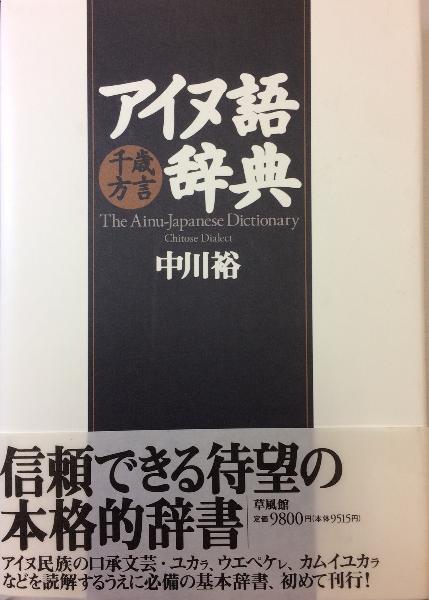 アイヌ語
千歳
方言
辞典
The Ainu-Japanese Dictionary
Chitose Dialect
中川裕
信頼できる待望の
本格的辞書
草風館
定価9800円(本体9515円)
アイヌ民族の口承文芸・ユカㇻ、ウエペケㇾ、カムイユカㇻ
などを読解するうえに必備の基本辞書、初めて刊行!